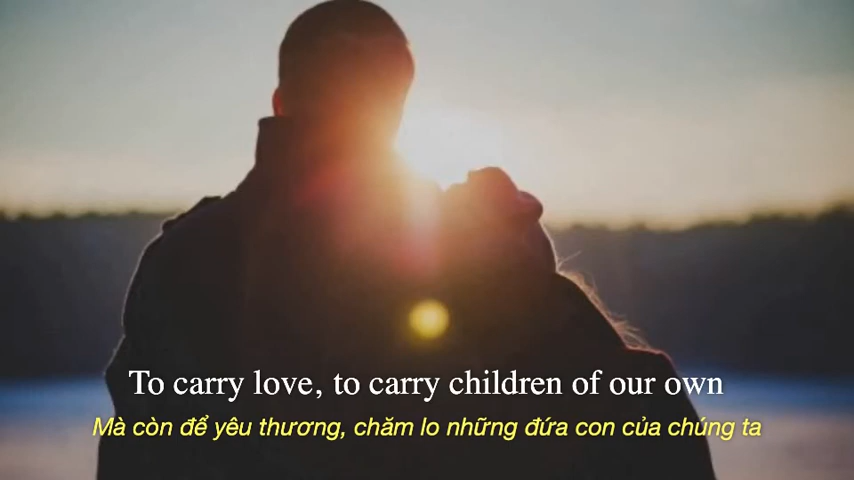 To carry love, to carry children of our own
Mà còn để yêu thương, chăm lo những đứa con của chúng ta